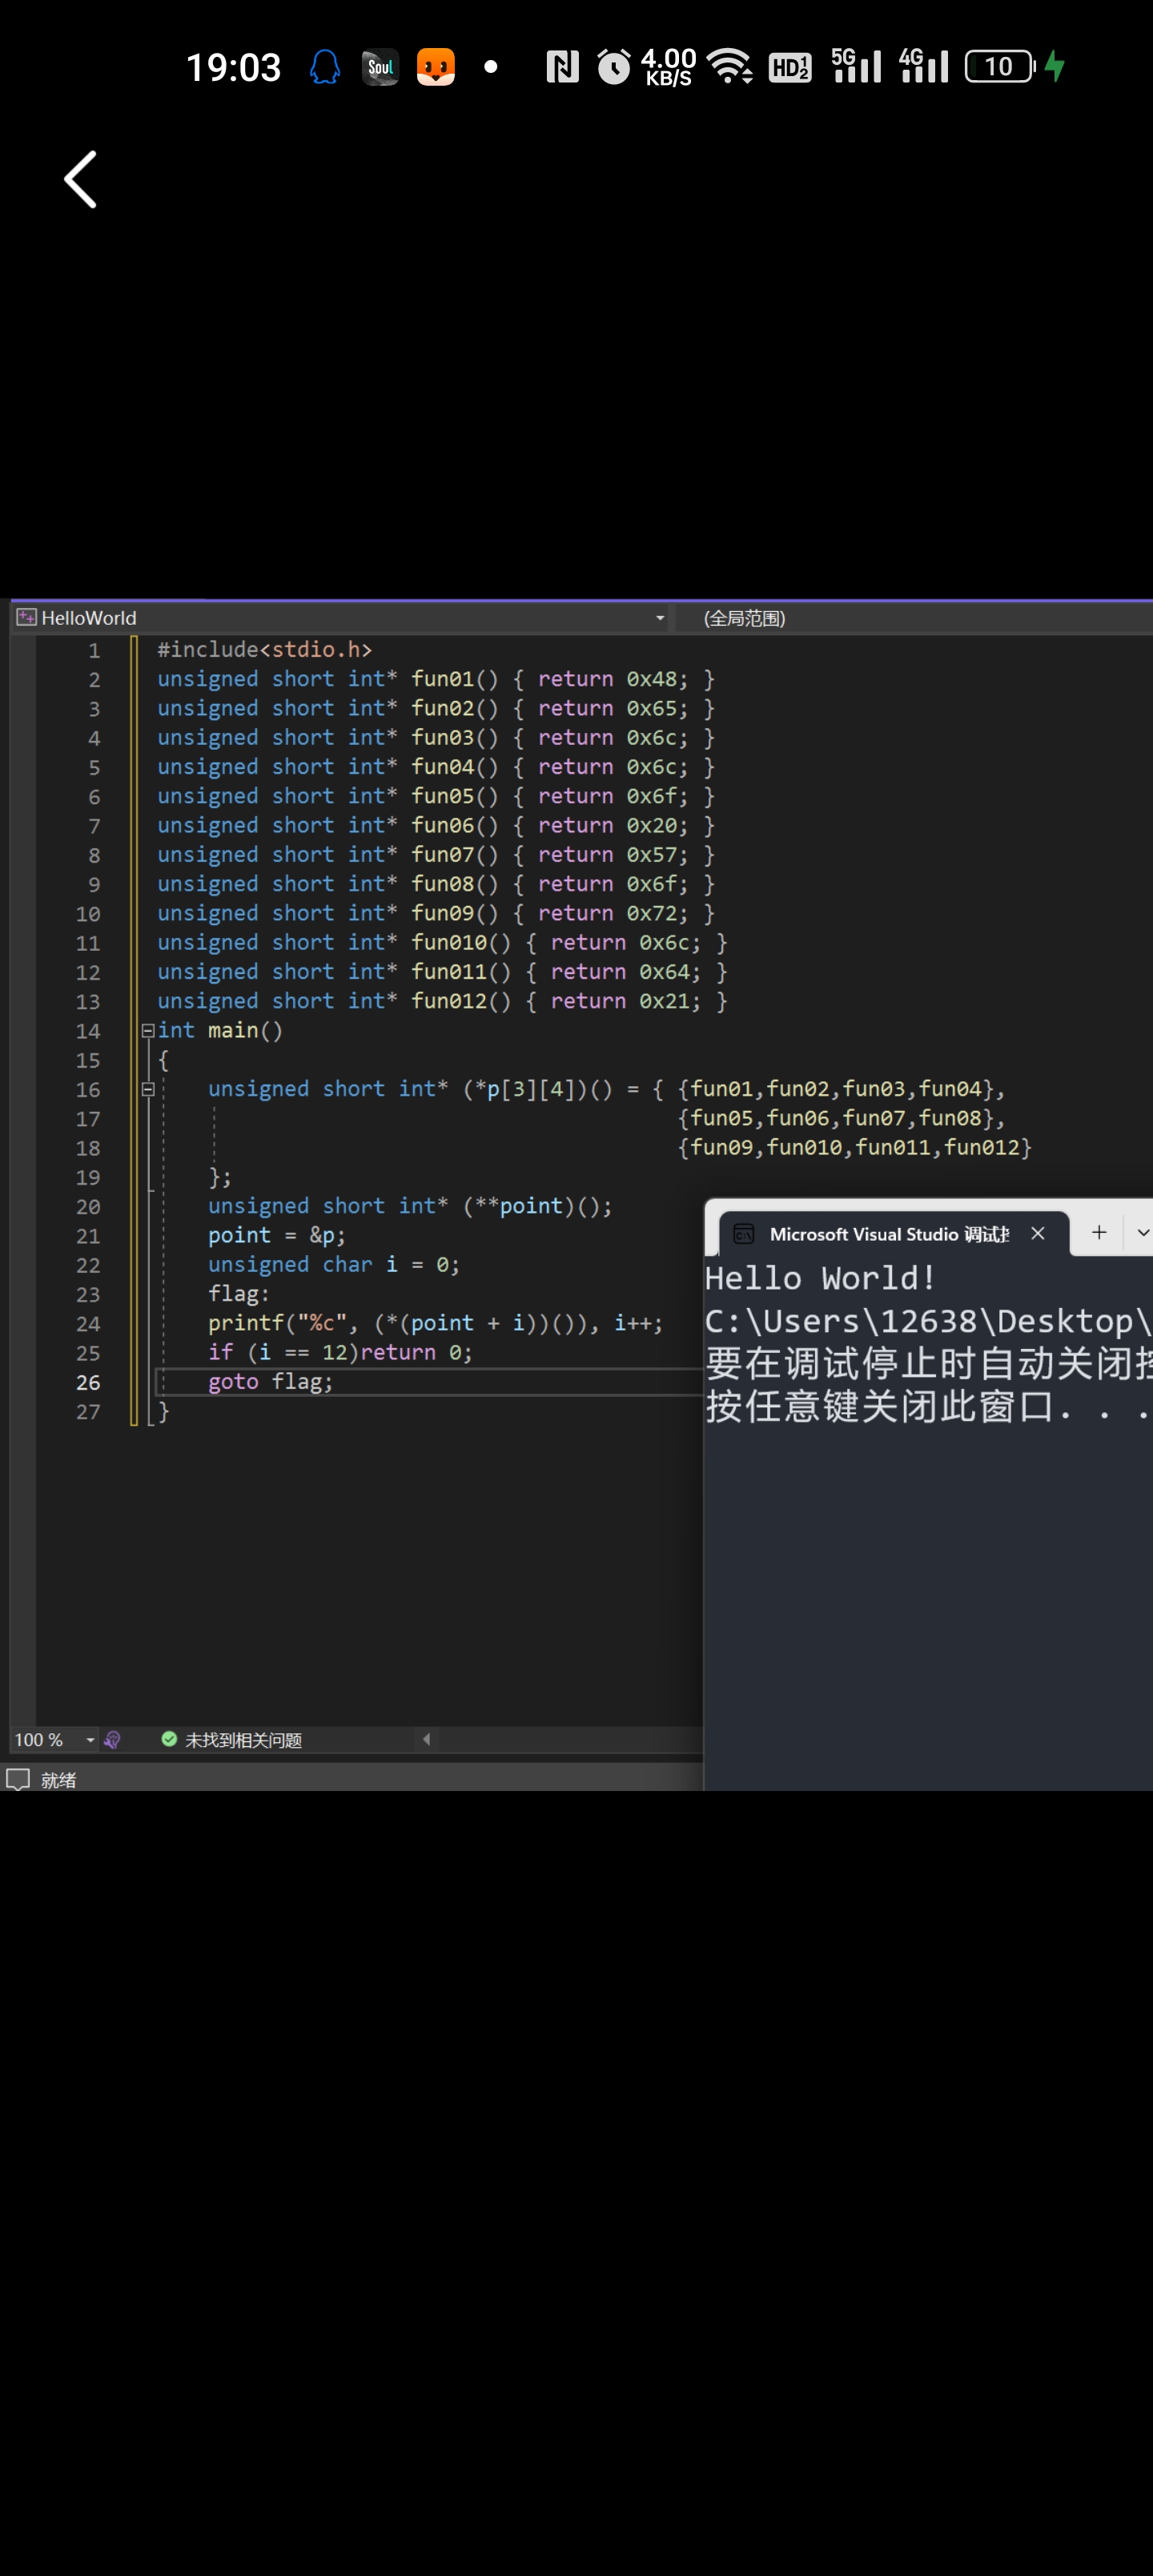 19:03 Soul 4.00 KB/S HD 1 2 5G 4G 10
HelloWorld (全局范围)
1 #include<stdio.h>
2 unsigned short int* fun01() { return 0x48; }
3 unsigned short int* fun02() { return 0x65; }
4 unsigned short int* fun03() { return 0x6c; }
5 unsigned short int* fun04() { return 0x6c; }
6 unsigned short int* fun05() { return 0x6f; }
7 unsigned short int* fun06() { return 0x20; }
8 unsigned short int* fun07() { return 0x57; }
9 unsigned short int* fun08() { return 0x6f; }
10 unsigned short int* fun09() { return 0x72; }
11 unsigned short int* fun010() { return 0x6c; }
12 unsigned short int* fun011() { return 0x64; }
13 unsigned short int* fun012() { return 0x21; }
14 int main()
15 {
16 unsigned short int* (*p[3][4])() = { {fun01,fun02,fun03,fun04},
17 {fun05,fun06,fun07,fun08},
18 {fun09,fun010,fun011,fun012}
19 };
20 unsigned short int* (**point)();
21 point = &p;
22 unsigned char i = 0;
23 flag:
24 printf("%c", (*(point + i))()), i++;
25 if (i == 12)return 0;
26 goto flag;
27 }
Microsoft Visual Studio 调试
Hello World!
C:\Users\12638\Desktop\
要在调试停止时自动关闭
按任意键关闭此窗口. . .
100 % 未找到相关问题
就绪